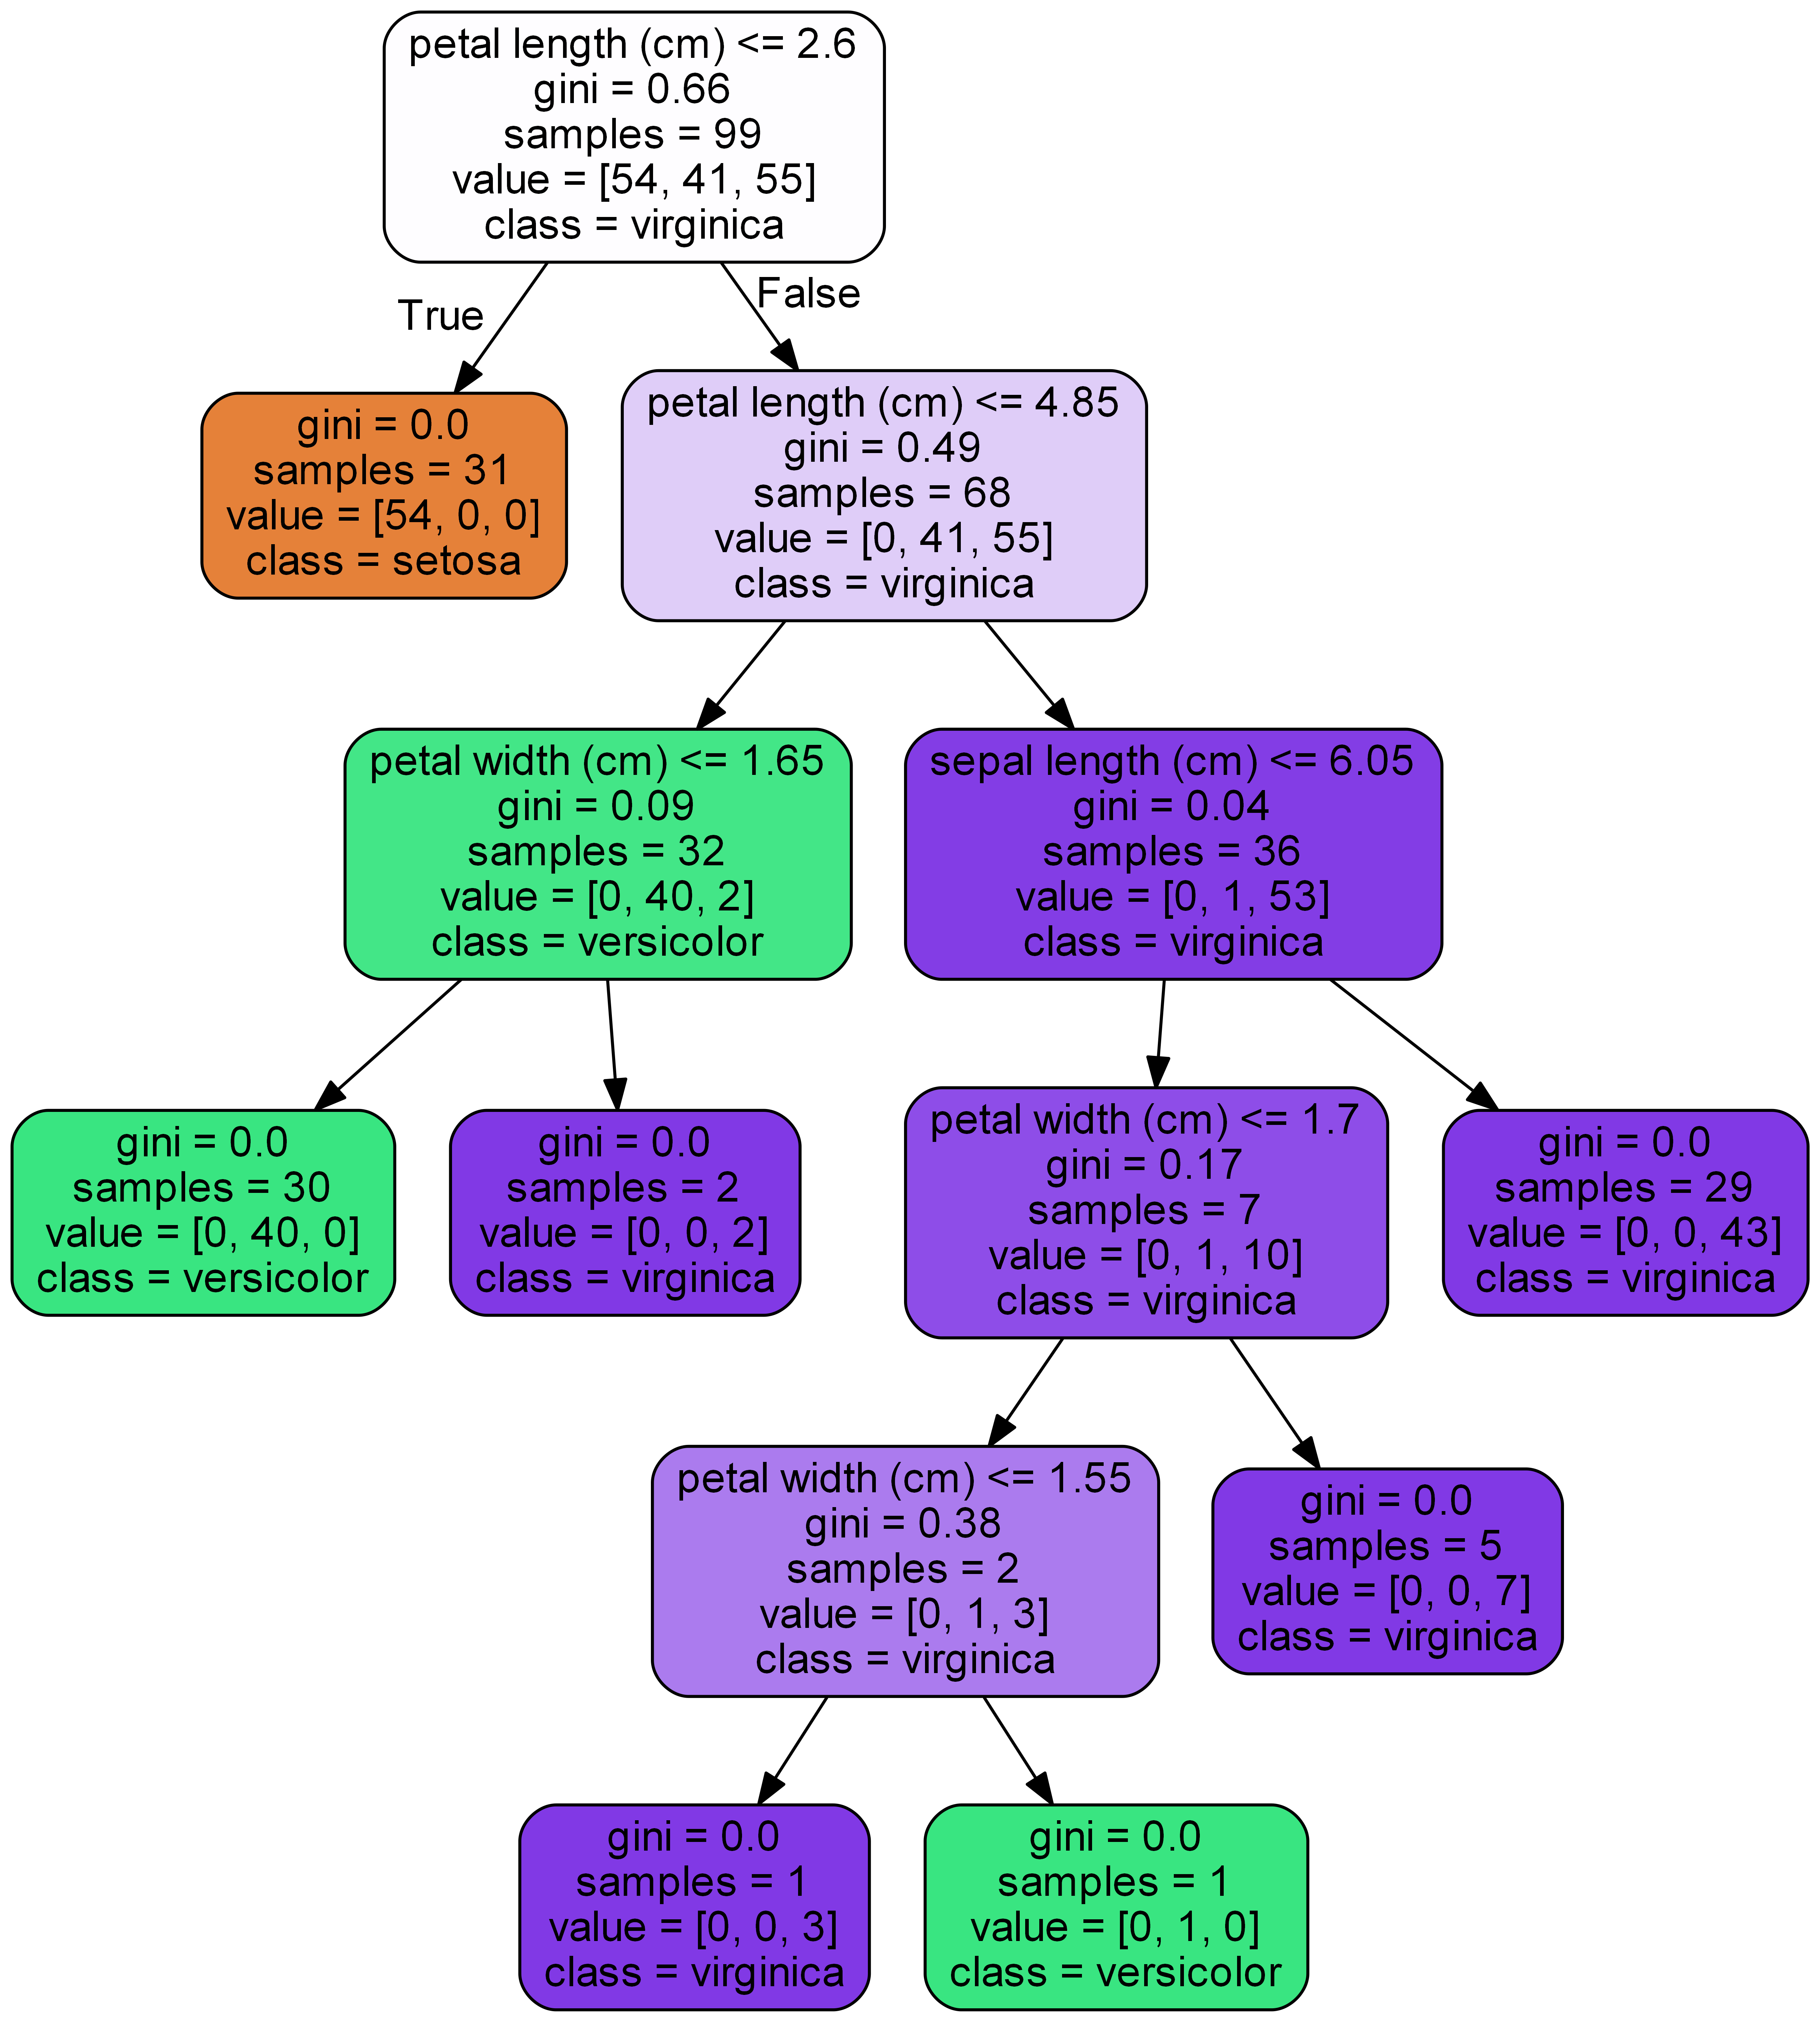 petal length (cm) <= 2.6
gini = 0.66
samples = 99
value = [54, 41, 55]
class = virginica
True
False
gini = 0.0
samples = 31
value = [54, 0, 0]
class = setosa
petal length (cm) <= 4.85
gini = 0.49
samples = 68
value = [0, 41, 55]
class = virginica
petal width (cm) <= 1.65
gini = 0.09
samples = 32
value = [0, 40, 2]
class = versicolor
sepal length (cm) <= 6.05
gini = 0.04
samples = 36
value = [0, 1, 53]
class = virginica
gini = 0.0
samples = 30
value = [0, 40, 0]
class = versicolor
gini = 0.0
samples = 2
value = [0, 0, 2]
class = virginica
petal width (cm) <= 1.7
gini = 0.17
samples = 7
value = [0, 1, 10]
class = virginica
gini = 0.0
samples = 29
value = [0, 0, 43]
class = virginica
petal width (cm) <= 1.55
gini = 0.38
samples = 2
value = [0, 1, 3]
class = virginica
gini = 0.0
samples = 5
value = [0, 0, 7]
class = virginica
gini = 0.0
samples = 1
value = [0, 0, 3]
class = virginica
gini = 0.0
samples = 1
value = [0, 1, 0]
class = versicolor